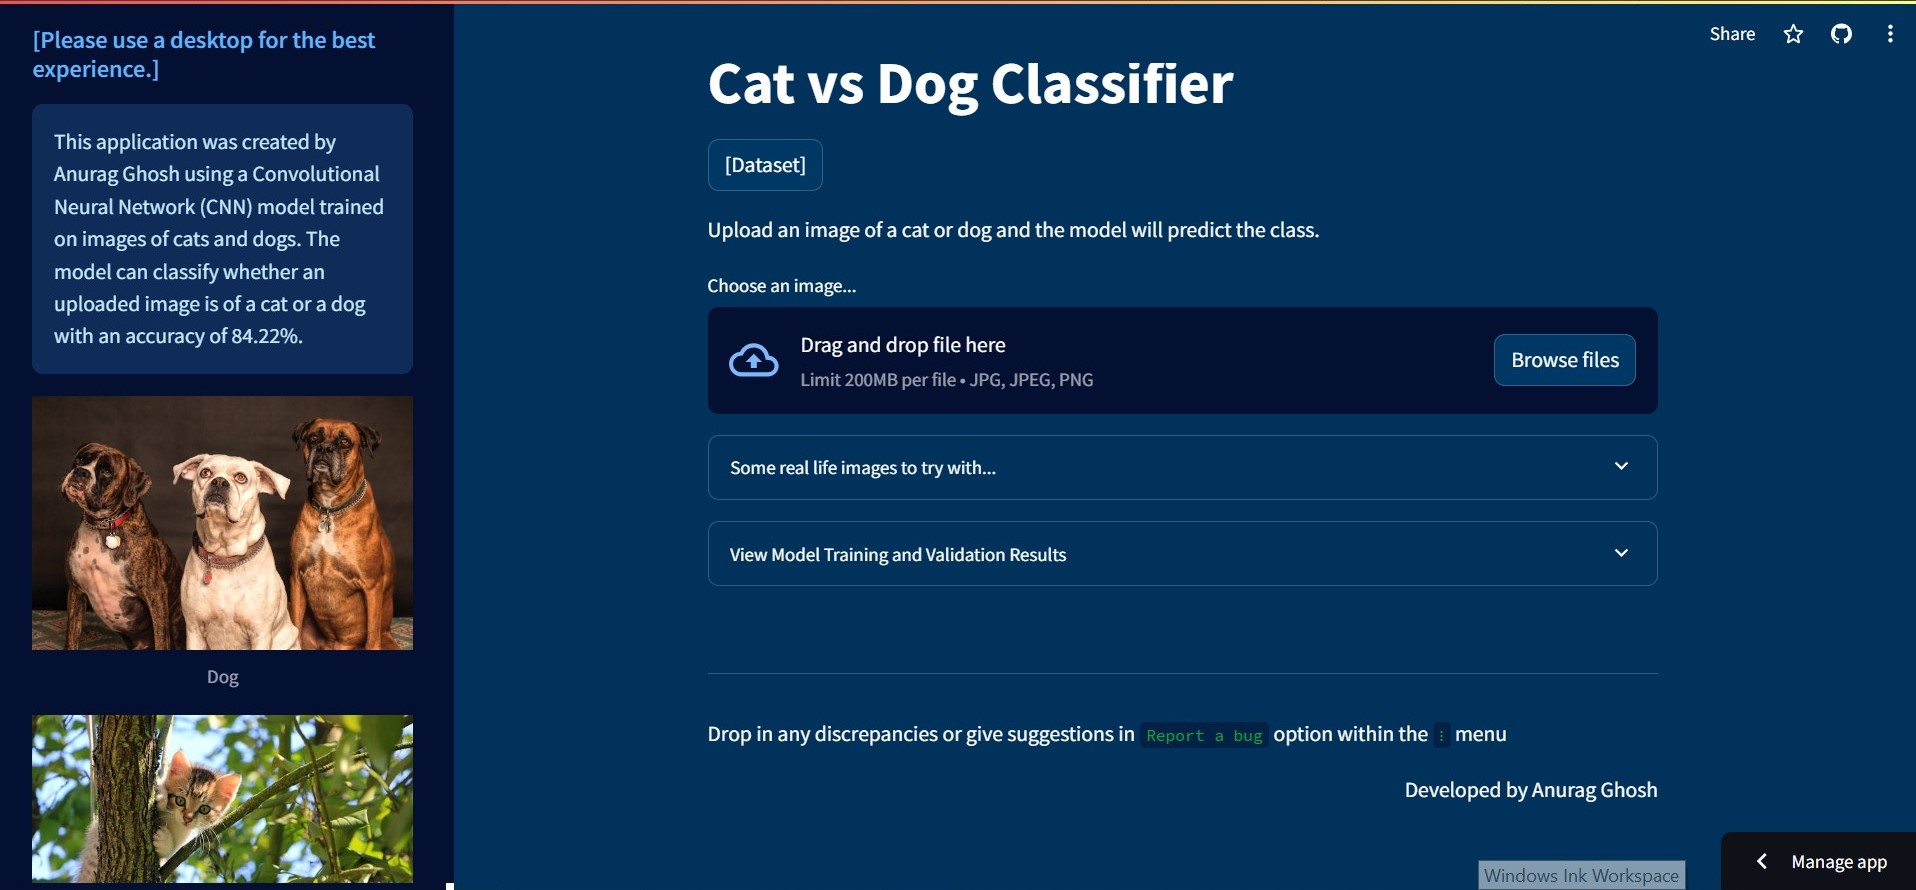 [Please use a desktop for the best
experience.]
This application was created by
Anurag Ghosh using a Convolutional
Neural Network (CNN) model trained
on images of cats and dogs. The
model can classify whether an
uploaded image is of a cat or a dog
with an accuracy of 84.22%.
Dog
Share
Cat vs Dog Classifier
[Dataset]
Upload an image of a cat or dog and the model will predict the class.
Choose an image...
Drag and drop file here
Limit 200MB per file • JPG, JPEG, PNG
Browse files
Some real life images to try with...
View Model Training and Validation Results
Drop in any discrepancies or give suggestions in Report a bug option within the ⋮ menu
Developed by Anurag Ghosh
Windows Ink Workspace
Manage app